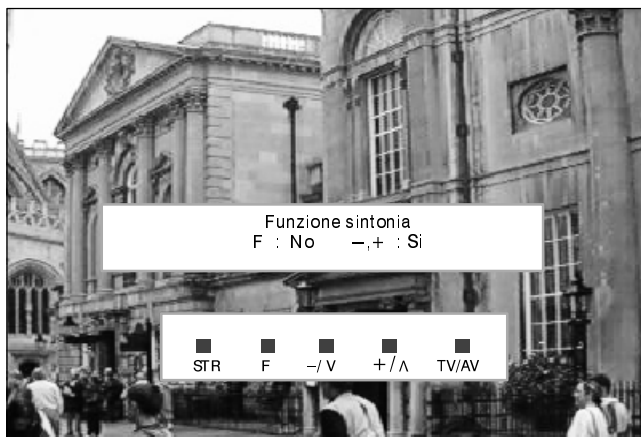 Funzione sintonia
F : No –,+ : Si
STR F –/V +/Λ TV/AV